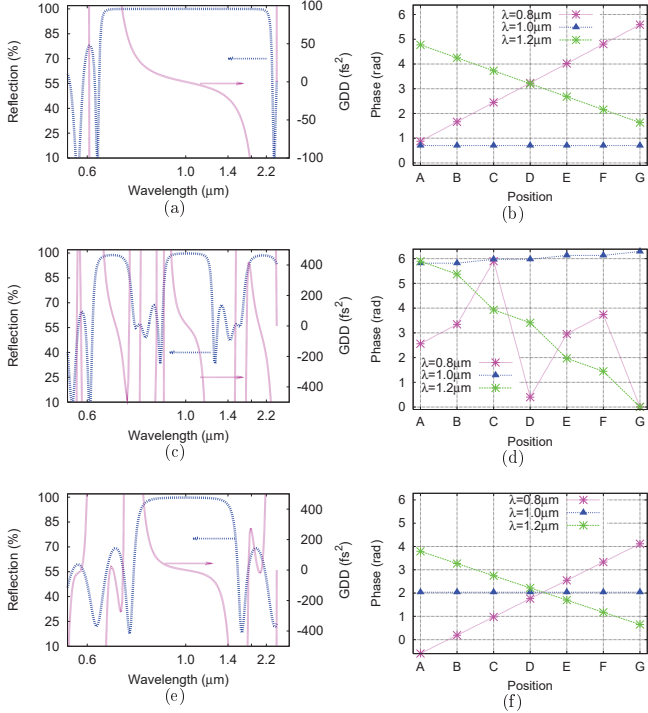 100
85
70
55
40
25
10
Reflection (%)
0.6
1.0
1.4
2.2
Wavelength (μm)
100
50
0
-50
-100
GDD (fs²)
(a)
6
5
4
3
2
1
0
Phase (rad)
λ=0.8μm
λ=1.0μm
λ=1.2μm
A B C D E F G
Position
(b)
100
85
70
55
40
25
10
Reflection (%)
0.6
1.0
1.4
2.2
Wavelength (μm)
400
200
0
-200
-400
GDD (fs²)
(c)
6
5
4
3
2
1
0
Phase (rad)
λ=0.8μm
λ=1.0μm
λ=1.2μm
A B C D E F G
Position
(d)
100
85
70
55
40
25
10
Reflection (%)
0.6
1.0
1.4
2.2
Wavelength (μm)
400
200
0
-200
-400
GDD (fs²)
(e)
6
5
4
3
2
1
0
Phase (rad)
λ=0.8μm
λ=1.0μm
λ=1.2μm
A B C D E F G
Position
(f)